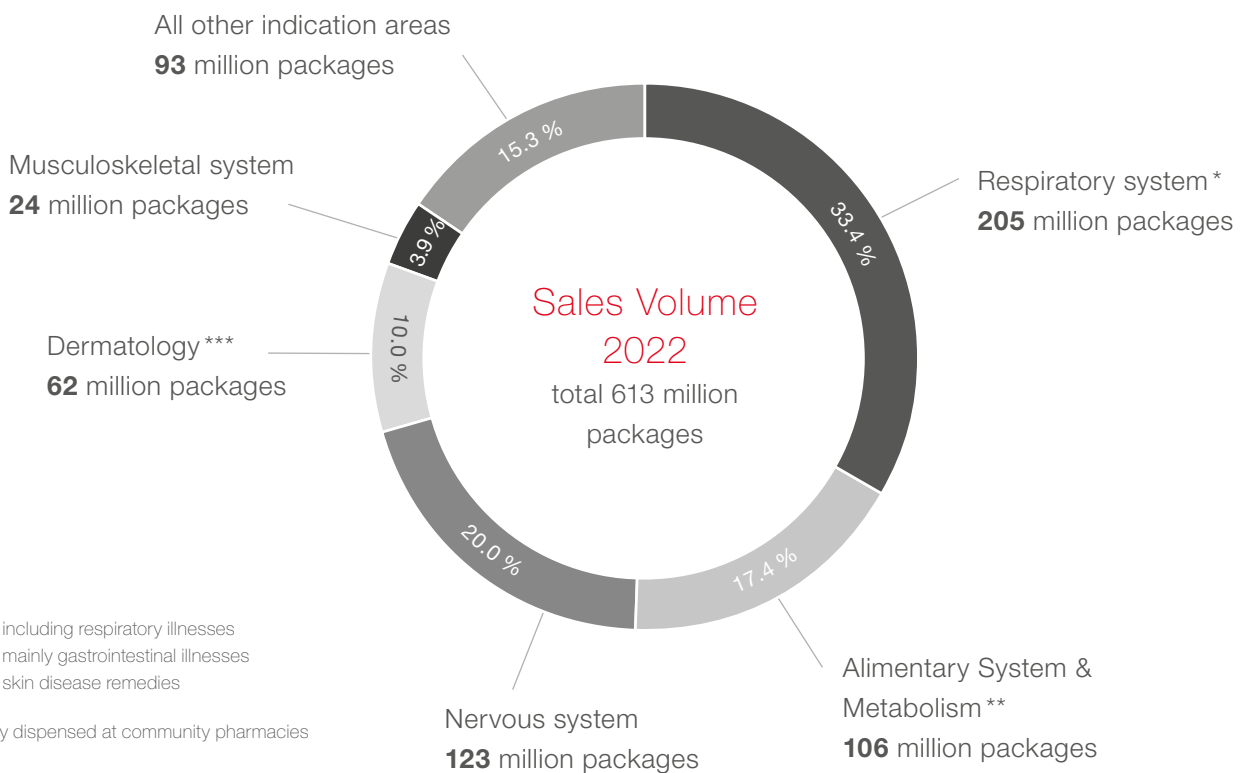 All other indication areas
93 million packages
15.3 %
Musculoskeletal system
24 million packages
3.9 %
33.4 %
Respiratory system *
205 million packages
Sales Volume
2022
total 613 million
packages
Dermatology ***
62 million packages
10.0 %
20.0 %
17.4 %
including respiratory illnesses
mainly gastrointestinal illnesses
skin disease remedies
dispensed at community pharmacies
Nervous system
123 million packages
Alimentary System &
Metabolism **
106 million packages